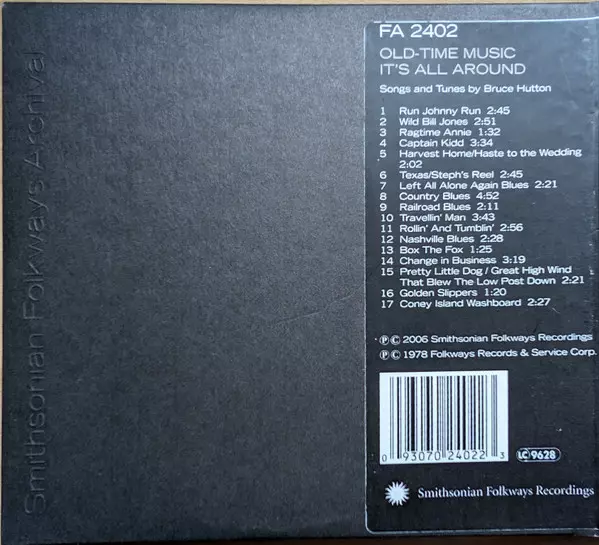 Smithsonian Folkways Archival
FA 2402
OLD-TIME MUSIC
IT'S ALL AROUND
Songs and Tunes by Bruce Hutton
1 Run Johnny Run 2:45
2 Wild Bill Jones 2:51
3 Ragtime Annie 1:32
4 Captain Kidd 3:34
5 Harvest Home/Haste to the Wedding
2:02
6 Texas/Steph's Reel 2:45
7 Left All Alone Again Blues 2:21
8 Country Blues 4:52
9 Railroad Blues 2:11
10 Travellin' Man 3:43
11 Rollin' And Tumblin' 2:56
12 Nashville Blues 2:28
13 Box The Fox 1:25
14 Change in Business 3:19
15 Pretty Little Dog / Great High Wind
That Blew The Low Post Down 2:21
16 Golden Slippers 1:20
17 Coney Island Washboard 2:27
℗ © 2006 Smithsonian Folkways Recordings
℗ © 1978 Folkways Records & Service Corp.
0 93070 24022 3
LC 9628
Smithsonian Folkways Recordings